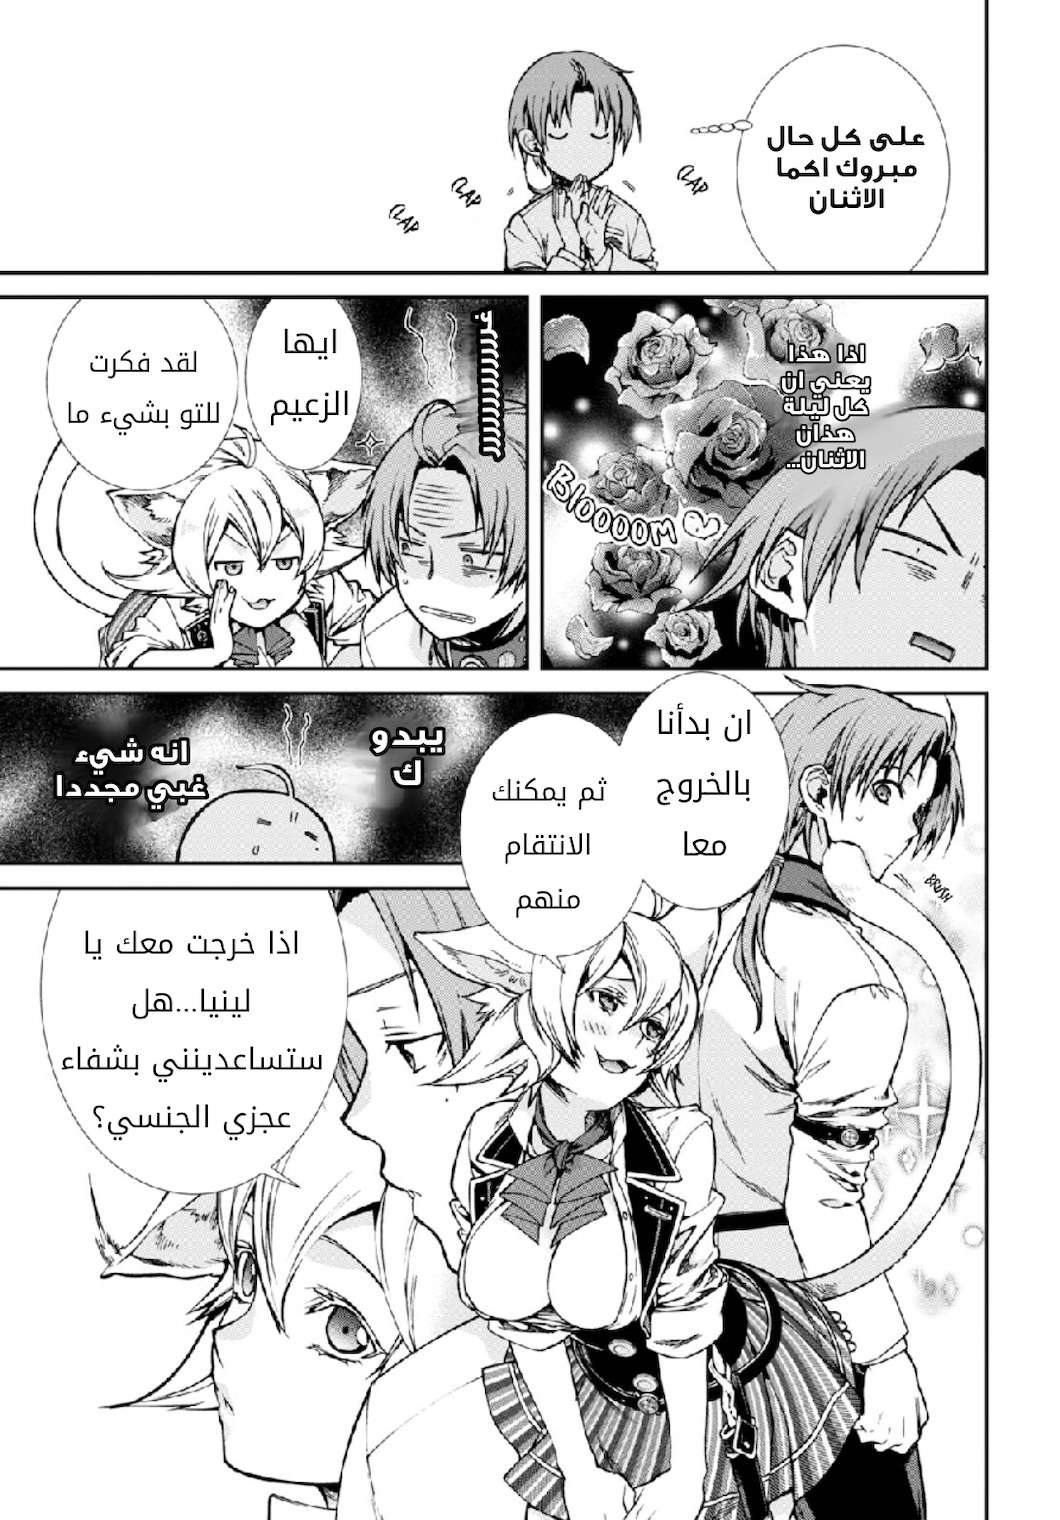 على كل حال
مبروك اكما
الاثنان
CLAP
CLAP
CLAP
اذا هذا
يعني ان
كل ليلة
هذان
الاثنان...
Bloooom
ايها
الزعيم
لقد فكرت
للتو بشيء ما
ان بدأنا
بالخروج
معا
ثم يمكنك
الانتقام
منهم
يبدو
ك
انه شيء
غبي مجددا
BRUSH
اذا خرجت معك يا
لينيا...هل
ستساعدينني بشفاء
عجزي الجنسي؟